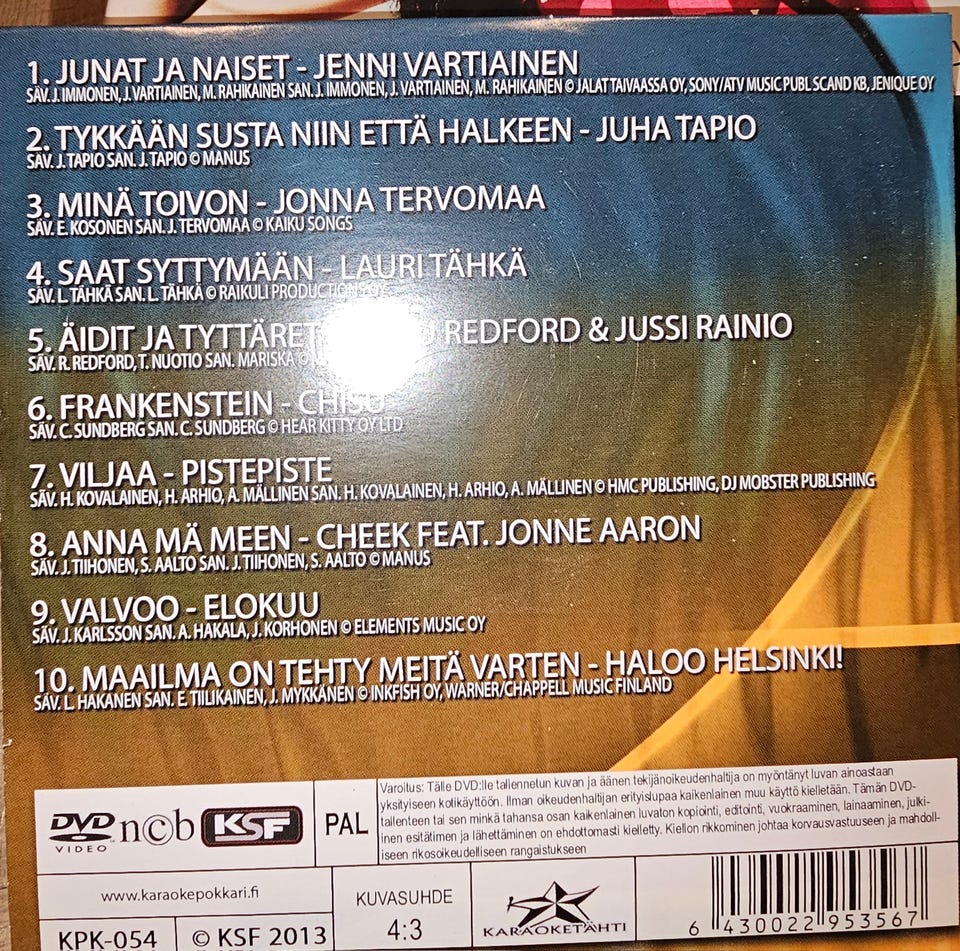 1. JUNAT JA NAISET - JENNI VARTIAINEN
SÄV. J. IMMONEN, J. VARTIAINEN, M. RAHIKAINEN SAN. J. IMMONEN, J. VARTIAINEN, M. RAHIKAINEN © JALAT TAIVAASSA OY, SONY/ATV MUSIC PUBL SCAND KB, JENIQUE OY
2. TYKKÄÄN SUSTA NIIN ETTÄ HALKEEN - JUHA TAPIO
SÄV. J. TAPIO SAN. J. TAPIO © MANUS
3. MINÄ TOIVON - JONNA TERVOMAA
SÄV. E. KOSONEN SAN. J. TERVOMAA © KAIKU SONGS
4. SAAT SYTTYMÄÄN - LAURI TÄHKÄ
SÄV. L. TÄHKÄ SAN. L. TÄHKÄ © RAIKULI PRODUCTIONS OY
5. ÄIDIT JA TYTTÄRET REDFORD & JUSSI RAINIO
SÄV. R. REDFORD, T. NUOTIO SAN. MARISKA ©
6. FRANKENSTEIN - CHISU
SÄV. C. SUNDBERG SAN. C. SUNDBERG © HEAR KITTY OY LTD
7. VILJAA - PISTEPISTE
SÄV. H. KOVALAINEN, H. ARHIO, A. MÄLLINEN SAN. H. KOVALAINEN, H. ARHIO, A. MÄLLINEN © HMC PUBLISHING, DJ MOBSTER PUBLISHING
8. ANNA MÄ MEEN - CHEEK FEAT. JONNE AARON
SÄV. J. TIIHONEN, S. AALTO SAN. J. TIIHONEN, S. AALTO © MANUS
9. VALVOO - ELOKUU
SÄV. J. KARLSSON SAN. A. HAKALA, J. KORHONEN © ELEMENTS MUSIC OY
10. MAAILMA ON TEHTY MEITÄ VARTEN - HALOO HELSINKI!
SÄV. L. HAKANEN SAN. E. TIILIKAINEN, J. MYKKÄNEN © INKFISH OY, WARNER/CHAPPELL MUSIC FINLAND
DVD VIDEO
n©b
KSF
PAL
Varoitus: Tälle DVD:lle tallennetun kuvan ja äänen tekijänoikeudenhaltija on myöntänyt luvan ainoastaan
yksityiseen kotikäyttöön. Ilman oikeudenhaltijan erityislupaa kaikenlainen muu käyttö kielletään. Tämän DVD-
tallenteen tai sen minkä tahansa osan kaikenlainen luvaton kopiointi, editointi, vuokraaminen, lainaaminen, julki-
inen esitätimen ja lähettäminen on ehdottomasti kielletty. Kiellon rikkominen johtaa korvausvastuuseen ja mahdoll-
iseen rikosoikeudelliseen rangaistukseen
www.karaokepokkari.fi
KPK-054
© KSF 2013
KUVASUHDE
4:3
KARAOKETÄHTI
6 430022 953567